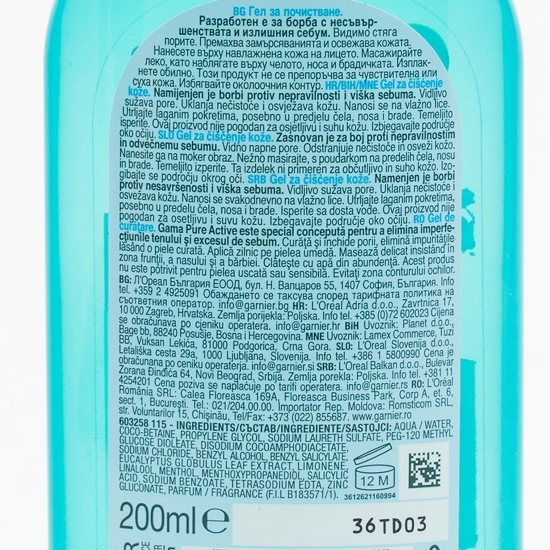 BG Гел за почистване.
Разработен е за борба с несъвър-
шенствата и излишния себум. Видимо стяга
порите. Премахва замърсяванията и освежава кожата.
Нанесете върху навлажнена кожа на лицето. Масажирайте
леко, като наблягате върху челото, носа и брадичката. Изплак-
нете обилно. Този продукт не се препоръчва за чувствителна или
суха кожа. Избягвайте околоочния контур. HR/BIH/MNE Gel za čišćenje
kože. Namijenjen je borbi protiv nepravilnosti i viška sebuma. Vidljivo
sužava pore. Uklanja nečistoće i osvježava kožu. Nanosi se na vlažno lice.
Utrljajte laganim pokretima, posebno u predjelu čela, nosa i brade. Temeljito
isperite. Ovaj proizvod nije pogodan za osjetljivu i suhu kožu. Izbjegavajte područje
oko očiju. SLO Gel za čiščenje kože. Zasnovan je za boj proti nepravilnostim
in odvečnemu sebumu. Vidno napne pore. Odstranjuje nečistoče in osveži kožo.
Nanesite ga na moker obraz. Nežno masirajte, s poudarkom na predelih čela, nosu
in brade. Temeljito izperite. Ta izdelek ni primeren za občutljivo in suho kožo. Izo-
gibajte se področju okrog oči. SRB Gel za čišćenje kože. Namenjen je borbi
protiv nesavršenosti i viška sebuma. Vidljivo sužava pore. Uklanja nečistoće i
osvežava kožu. Nanosi se svakodnevno na vlažno lice. Utrljajte laganim pokretima,
posebno u predelu čela, nosa i brade. Isperite sa dosta vode. Ovaj proizvod nije
pogodan za osetljivu i suvu kožu. Izbegavajte područje oko očiju. RO Gel de
curățare. Gama Pure Active este special concepută pentru a elimina imperfec-
țiunile tenului și excesul de sebum. Curăță și închide porii, elimină impuritățile
lăsând o piele curată. Aplică zilnic pe pielea umedă. Masează delicat insistând în
zona frunții, a nasului și a bărbiei. Clătește cu apă din abundență. Acest produs
nu este potrivit pentru pielea uscată sau sensibilă. Evitați zona conturului ochilor.
BG: Л'Ореал България ЕООД, бул. Н. Вапцаров 55, 1407 София, България. Info
tel. +359 2 4925091 Обаждането се таксува според тарифната политика на
съответния оператор. info@garnier.bg HR: L'Oréal Adria d.o.o., Zavrtnica 17,
10 000 Zagreb, Hrvatska. Zemlja porijekla: Poljska. Info tel. +385 (0)72 602023 Cijena
se obračunava po cjeniku operatera. info@garnier.hr BiH Uvoznik: Planet d.o.o.,
Bage bb, 88240 Posušje, Bosna i Hercegovina. MNE Uvoznik: Lamex Commerce, Tuzi
BB, Vuksan Lekića, 81000 Podgorica, Crna Gora. SLO: L'Oréal Slovenija d.o.o.,
Letališka cesta 29a, 1000 Ljubljana, Slovenija. Info tel. +386 1 5800990 Cena se
obračunava po ceniku operaterja. info@garnier.si SRB: L'Oréal Balkan d.o.o., Bulevar
Zorana Đinđića 64, Novi Beograd, Srbija. Zemlja porekla: Poljska. Info tel. +381 11
4254201 Cena poziva se naplaćuje po tarifi operatera. info@garnier.rs RO: L'Oréal
România SRL: Calea Floreasca 169A, Floreasca Business Park, Corp A, et. 6,
sect. 1, București. Tel.: 021/204.00.00. Importator Rep. Moldova: Romsticom SRL,
str. Voluntarilor 15, Chișinău, Tel/Fax: +373 (022) 855687. www.garnier.ro
603258 115 - INGREDIENTS/СЪСТАВ/INGREDIENTE/SASTOJCI: AQUA / WATER,
COCO-BETAINE, PROPYLENE GLYCOL, SODIUM LAURETH SULFATE, PEG-120 METHYL
GLUCOSE DIOLEATE, DISODIUM COCOAMPHODIACETATE,
SODIUM CHLORIDE, BENZYL ALCOHOL, BENZYL SALICYLATE,
EUCALYPTUS GLOBULUS LEAF EXTRACT, LIMONENE,
LINALOOL, MENTHOL, MENTHOXYPROPANEDIOL, SALICYLIC
ACID, SODIUM BENZOATE, TETRASODIUM EDTA, ZINC
GLUCONATE, PARFUM / FRAGRANCE (F.I.L B183571/1).
12 M
3612621160994
200ml e
36TD03